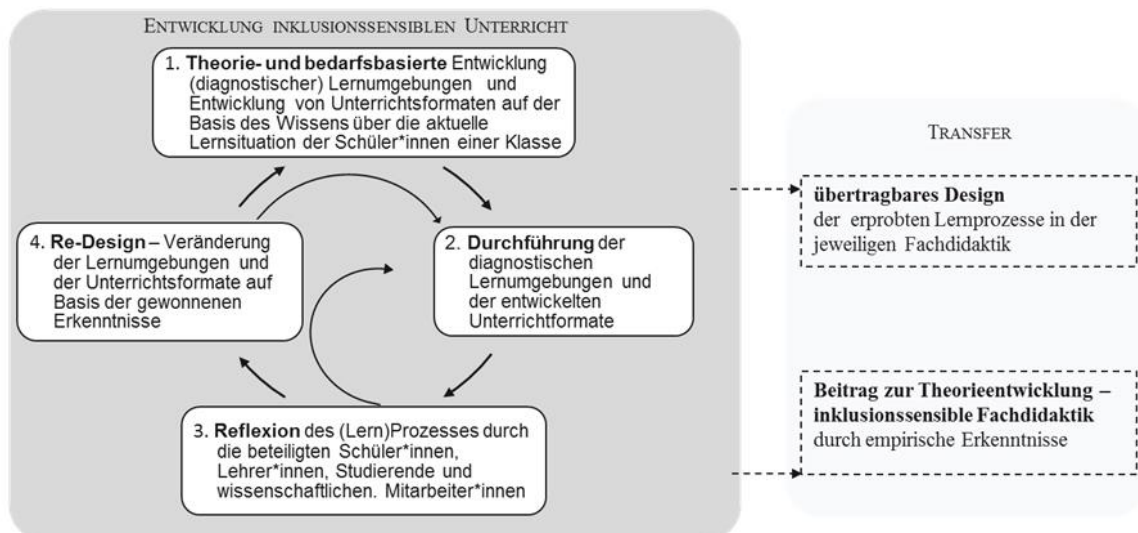 ENTWICKLUNG INKLUSIONSSENSIBLEN UNTERRICHT
1. Theorie- und bedarfsbasierte Entwicklung
(diagnostischer) Lernumgebungen und
Entwicklung von Unterrichtsformaten auf der
Basis des Wissens über die aktuelle
Lernsituation der Schüler*innen einer Klasse
2. Durchführung der
diagnostischen
Lernumgebungen und
der entwickelten
Unterrichtformate
3. Reflexion des (Lern)Prozesses durch
die beteiligten Schüler*innen,
Lehrer*innen, Studierende und
wissenschaftlichen. Mitarbeiter*innen
4. Re-Design – Veränderung
der Lernumgebungen und
der Unterrichtsformate auf
Basis der gewonnenen
Erkenntnisse
TRANSFER
übertragbares Design
der erprobten Lernprozesse in der
jeweiligen Fachdidaktik
Beitrag zur Theorieentwicklung –
inklusionssensible Fachdidaktik
durch empirische Erkenntnisse